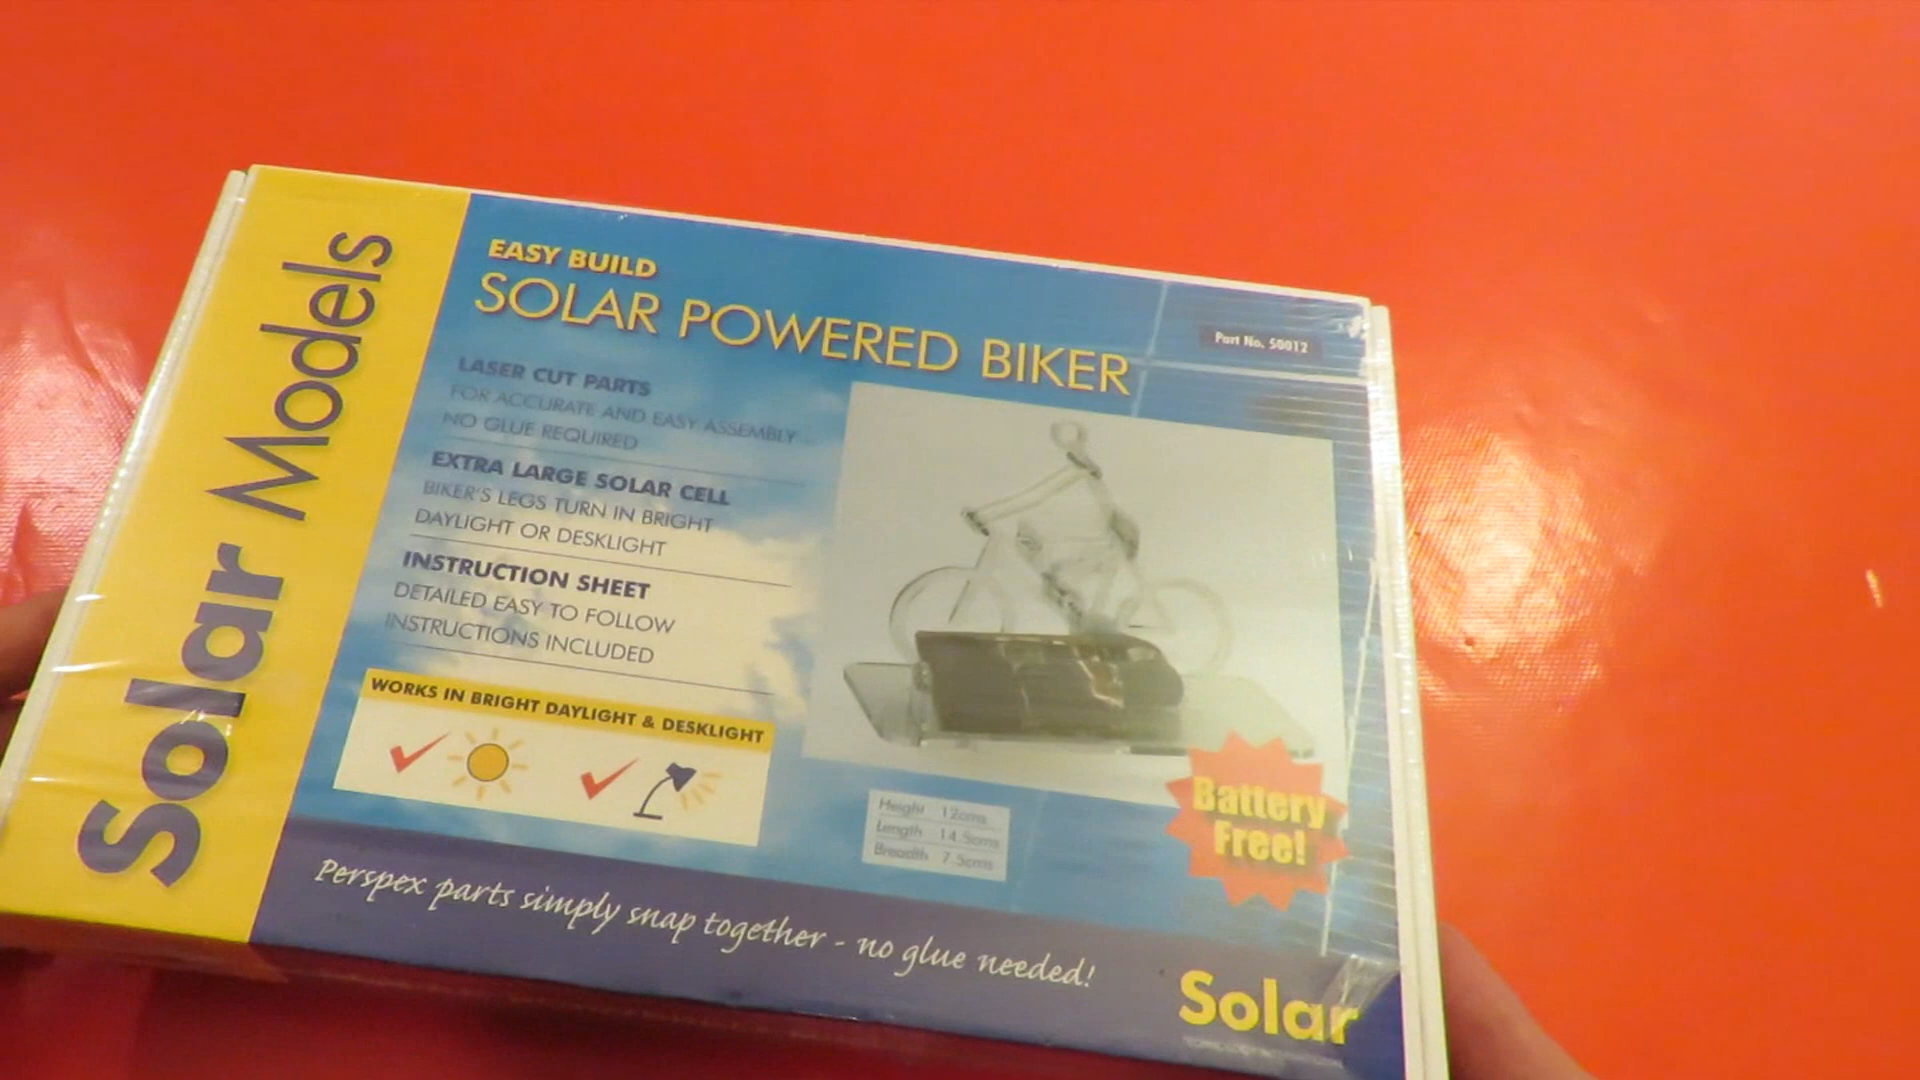 Solar Models
EASY BUILD
SOLAR POWERED BIKER
Part No. 50012
LASER CUT PARTS
FOR ACCURATE AND EASY ASSEMBLY
NO GLUE REQUIRED
EXTRA LARGE SOLAR CELL
BIKER'S LEGS TURN IN BRIGHT
DAYLIGHT OR DESKLIGHT
INSTRUCTION SHEET
DETAILED EASY TO FOLLOW
INSTRUCTIONS INCLUDED
WORKS IN BRIGHT DAYLIGHT & DESKLIGHT
Height 12cms
Length 14.5cms
Breadth 7.5cms
Battery
Free!
Perspex parts simply snap together - no glue needed!
Solar